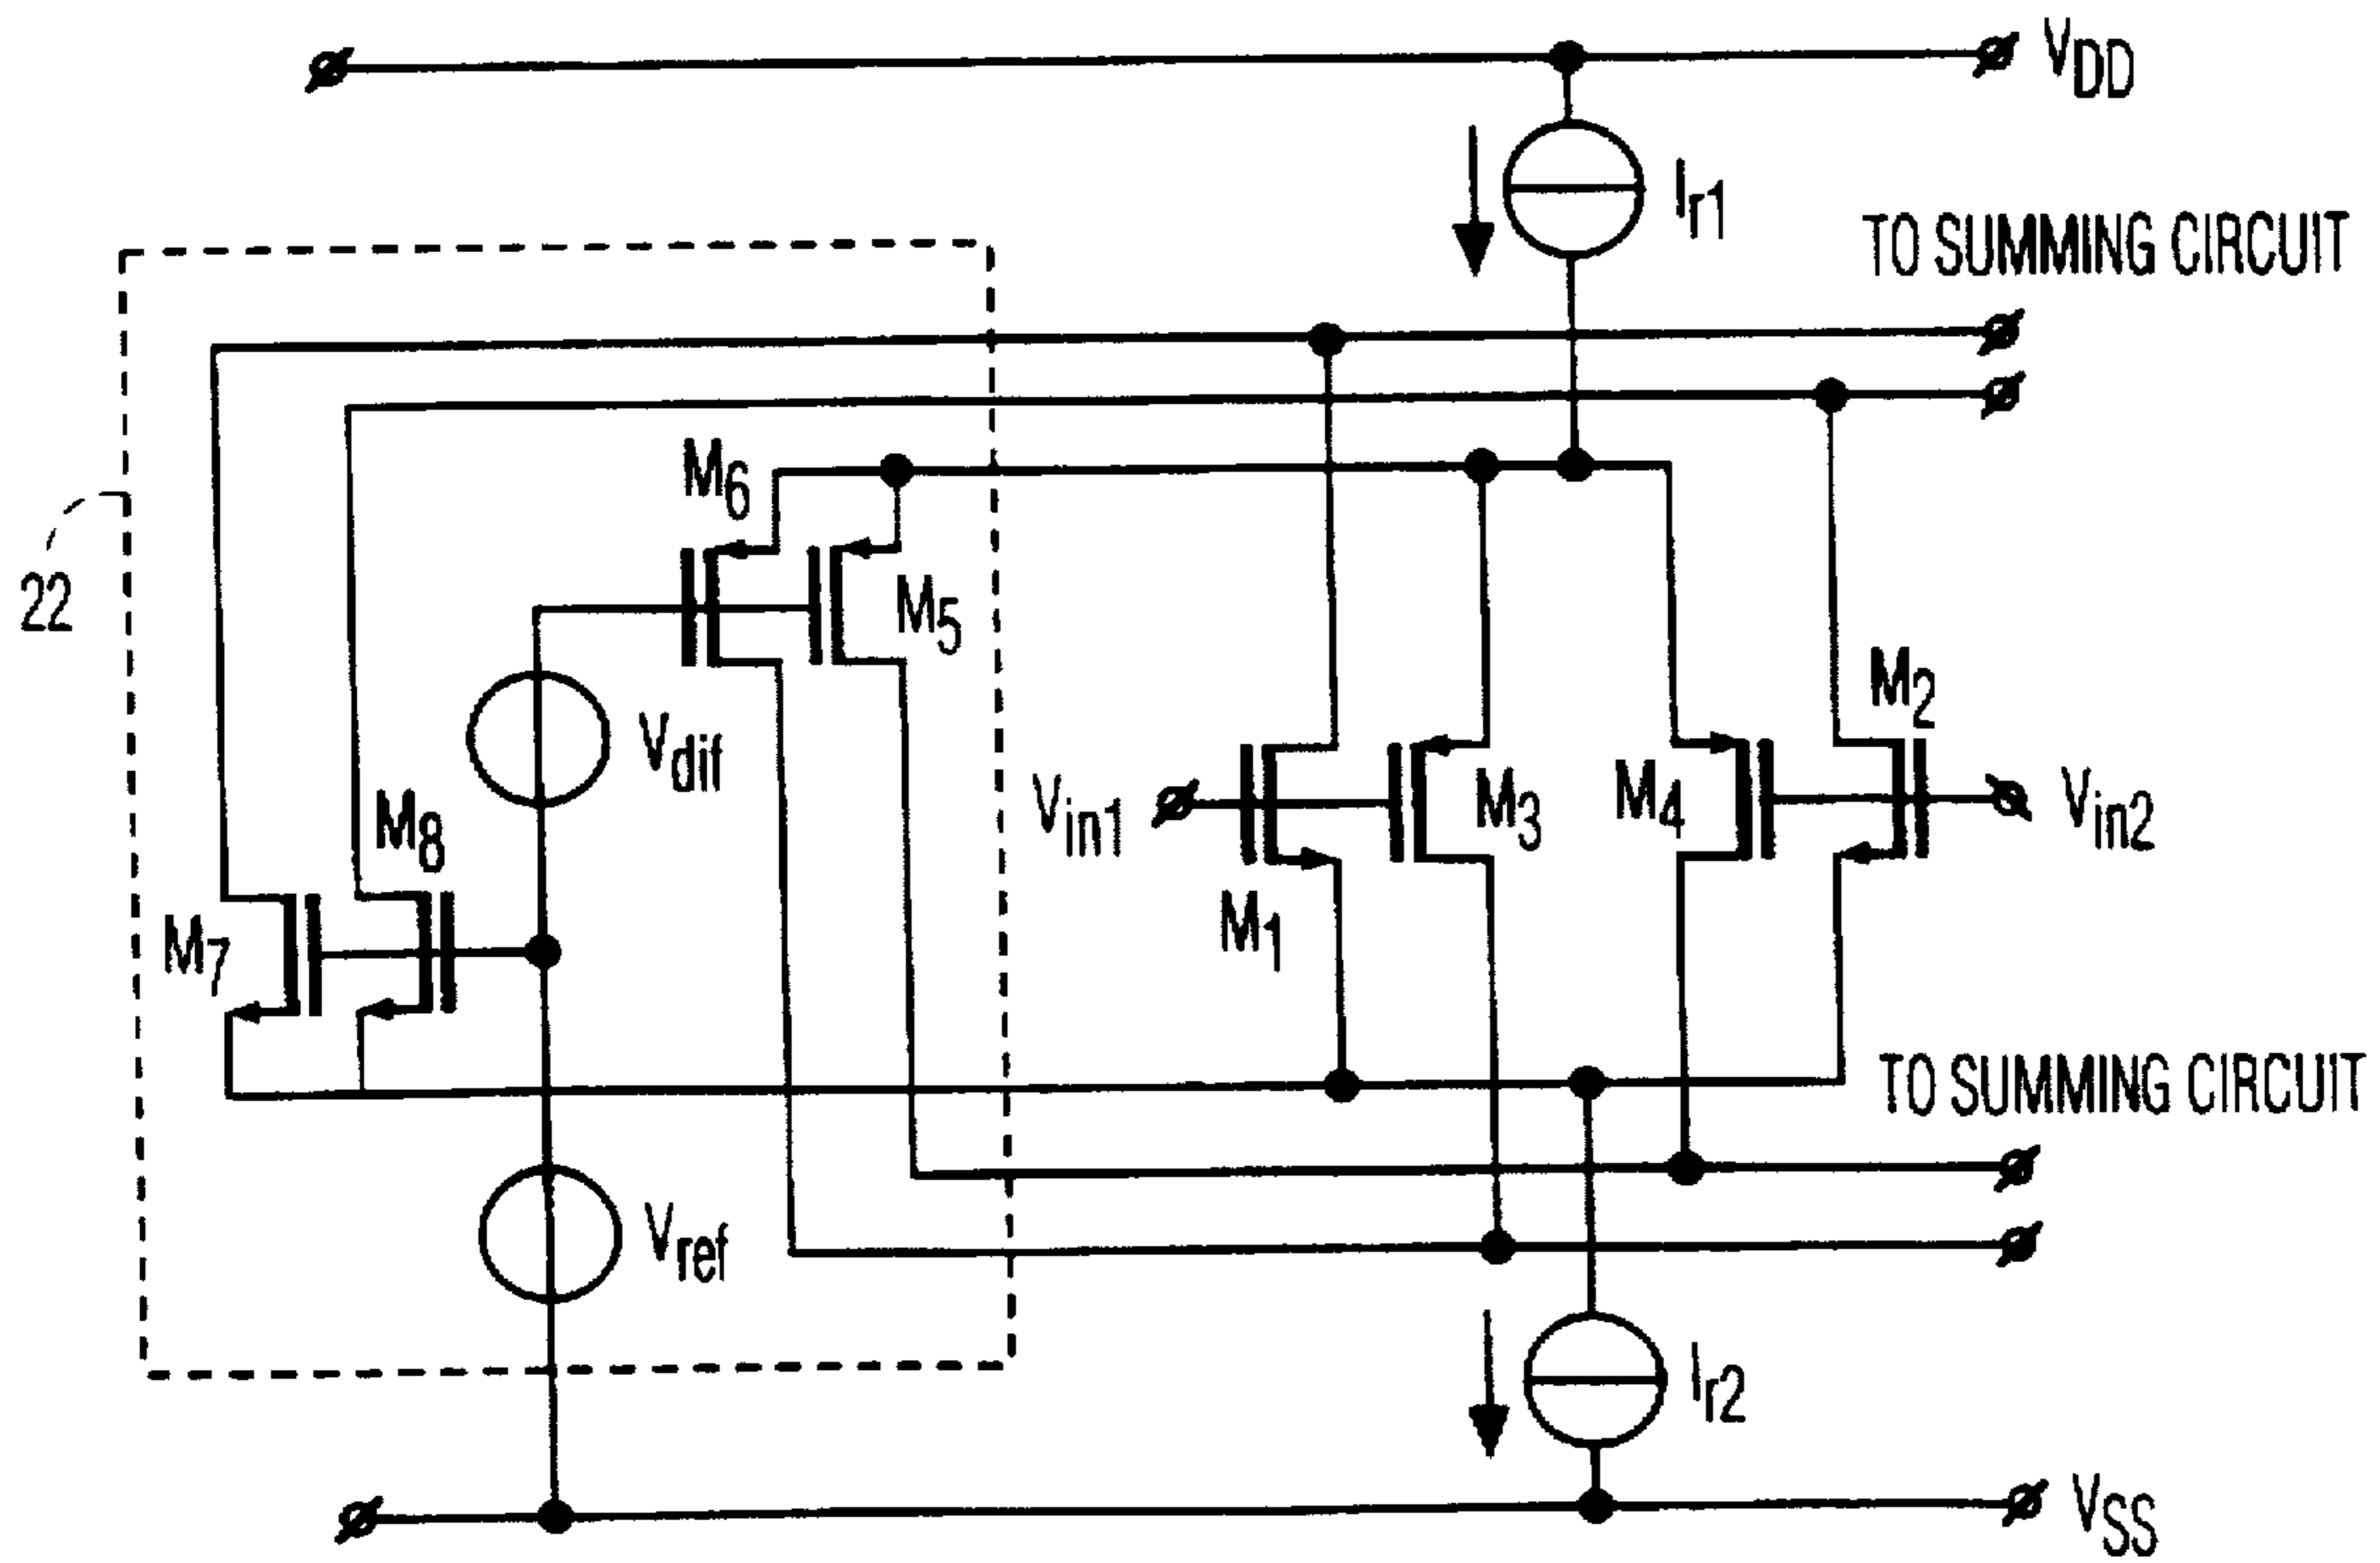 VDD
Ir1
TO SUMMING CIRCUIT
M6
M5
22
Vdif
M2
Vin1
M3
M4
Vin2
M8
M7
M1
TO SUMMING CIRCUIT
Vref
Ir2
VSS